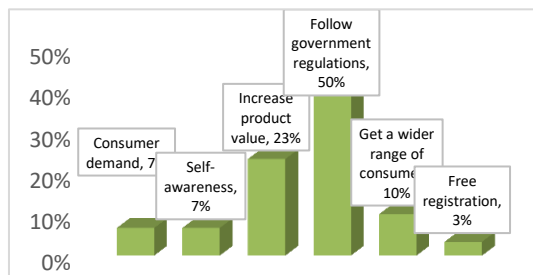 50%
40%
30%
20%
10%
0%
Consumer
demand, 7
Self-
awareness,
7%
Increase
product
value, 23%
Follow
government
regulations,
50%
Get a wider
range of
10%
Free
registration,
3%